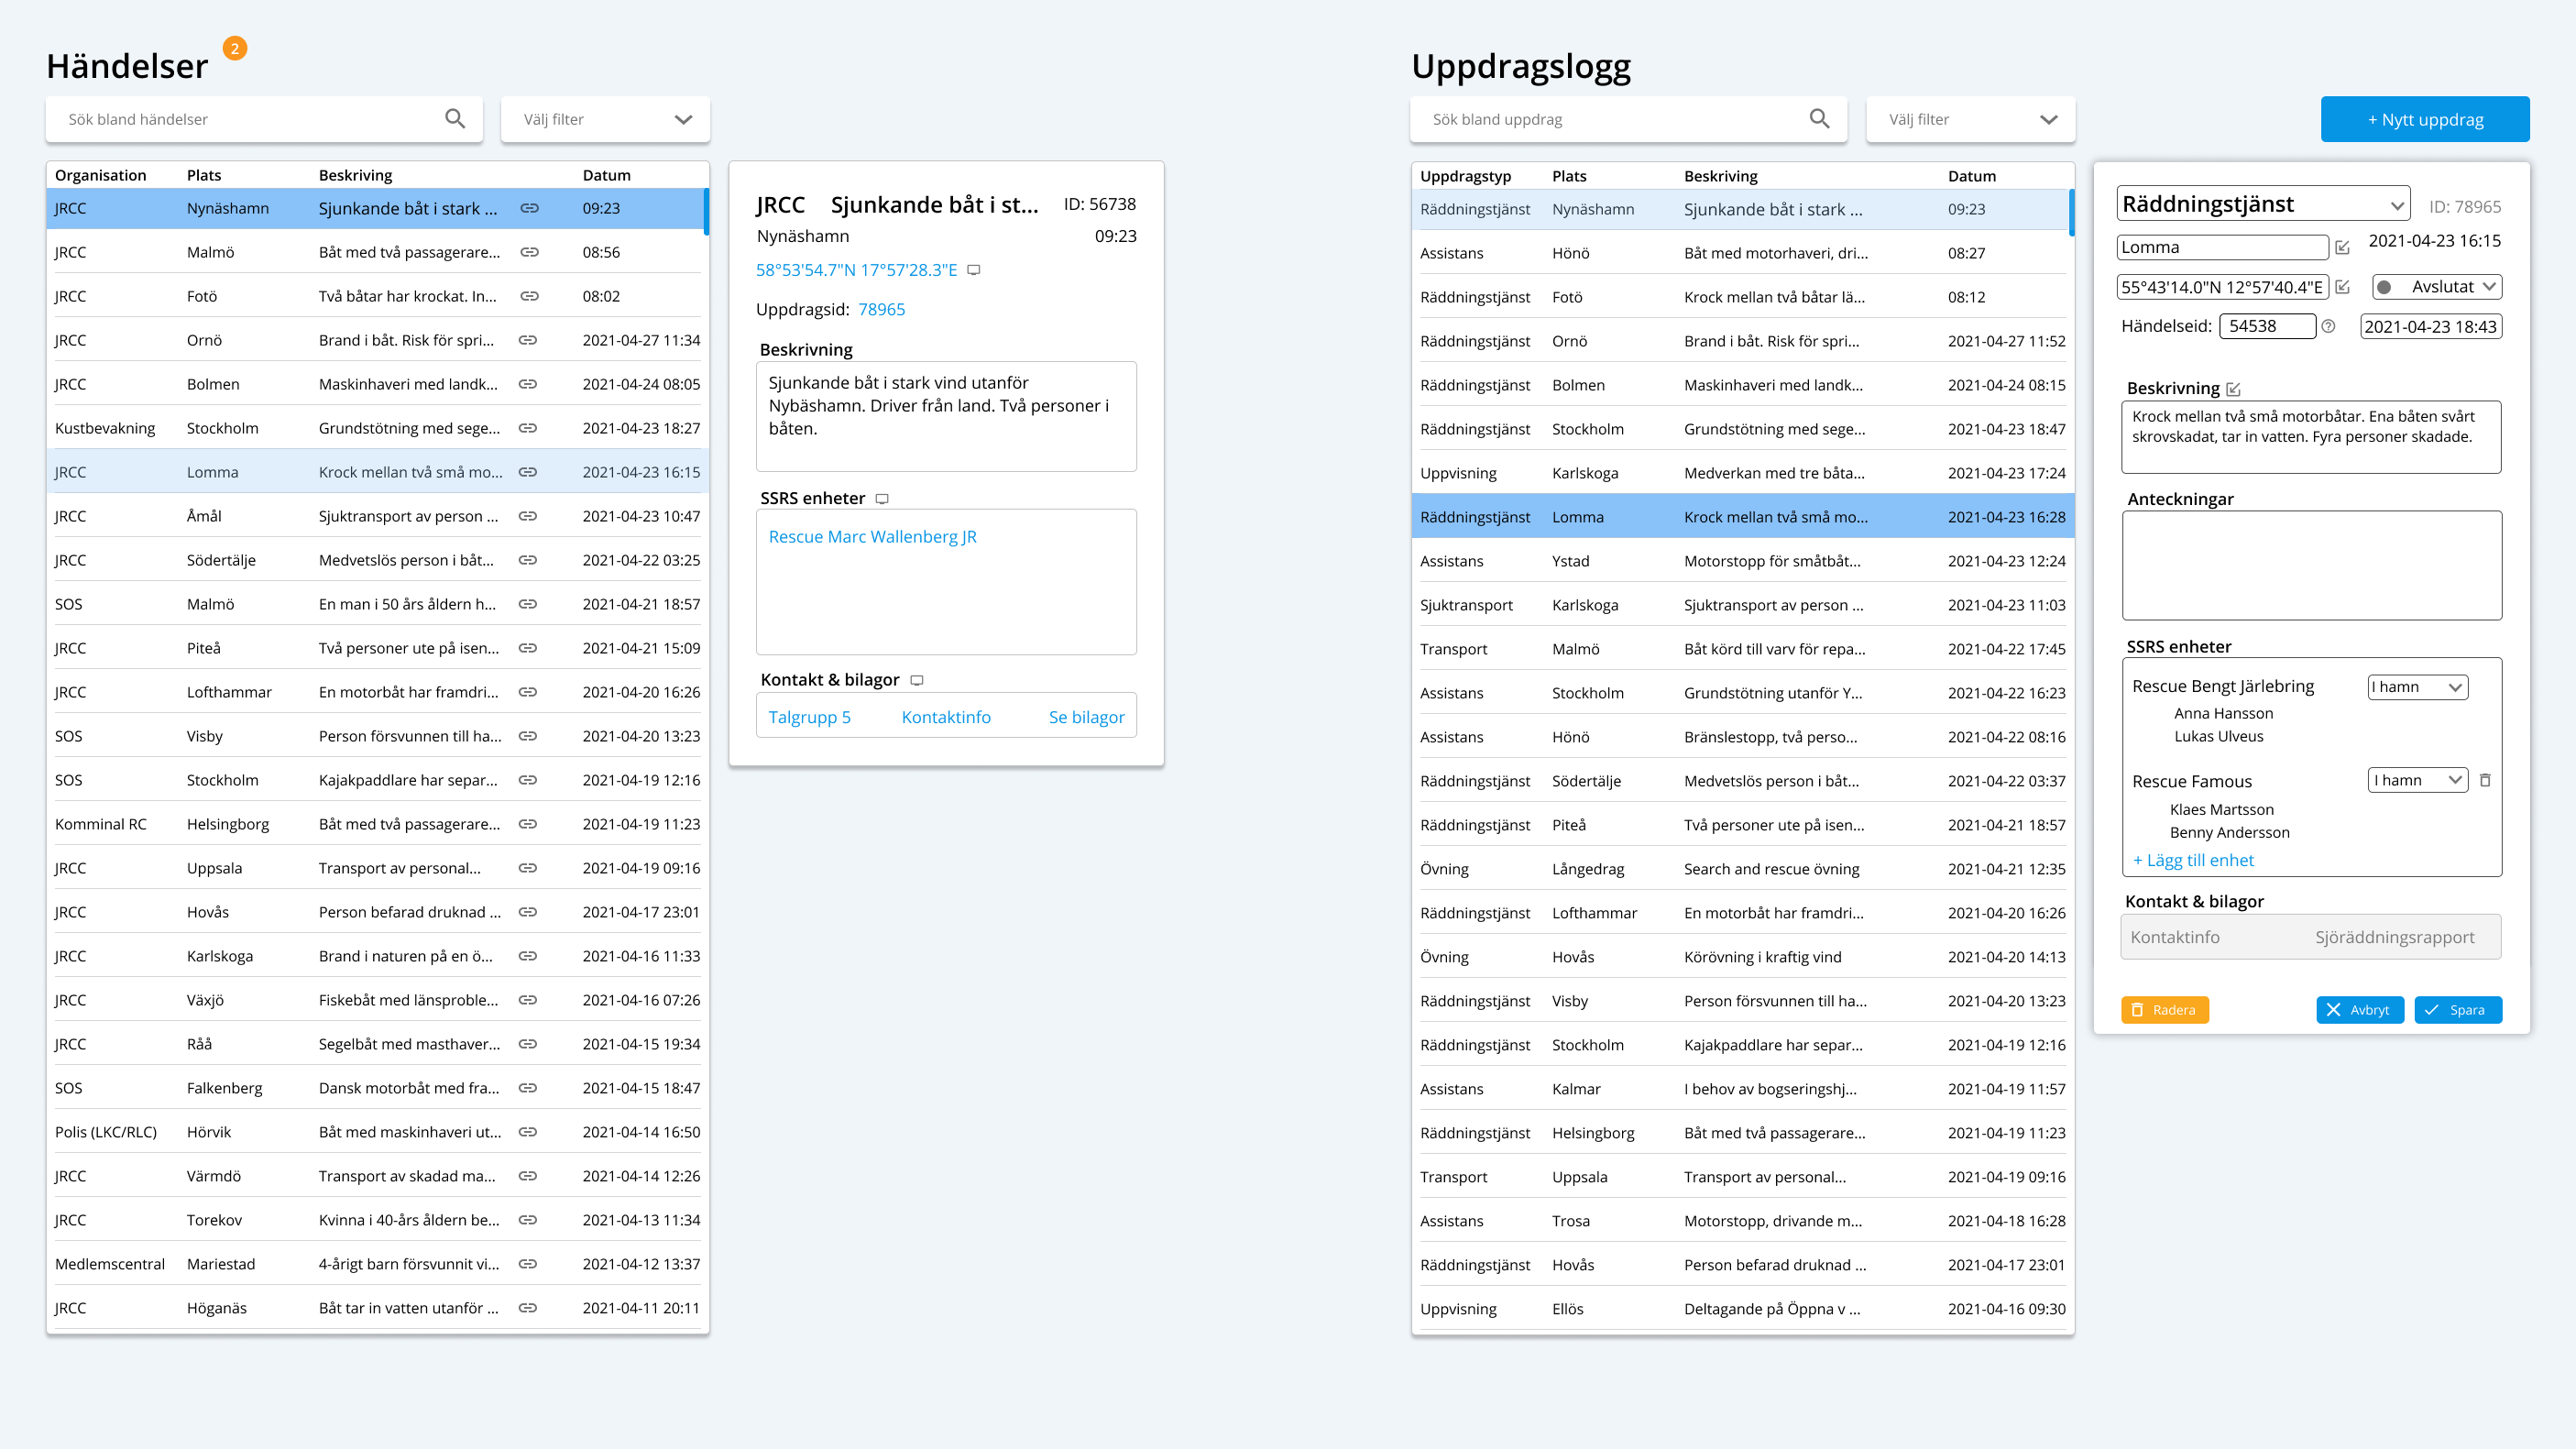 Händelser 2
Sök bland händelser
Välj filter
Organisation Plats Beskriving Datum
JRCC Nynäshamn Sjunkande båt i stark ... 09:23
JRCC Malmö Båt med två passagerare... 08:56
JRCC Fotö Två båtar har krockat. In... 08:02
JRCC Ornö Brand i båt. Risk för spri... 2021-04-27 11:34
JRCC Bolmen Maskinhaveri med landk... 2021-04-24 08:05
Kustbevakning Stockholm Grundstötning med sege... 2021-04-23 18:27
JRCC Lomma Krock mellan två små mo... 2021-04-23 16:15
JRCC Åmål Sjuktransport av person ... 2021-04-23 10:47
JRCC Södertälje Medvetslös person i båt... 2021-04-22 03:25
SOS Malmö En man i 50 års åldern h... 2021-04-21 18:57
JRCC Piteå Två personer ute på isen... 2021-04-21 15:09
JRCC Lofthammar En motorbåt har framdri... 2021-04-20 16:26
SOS Visby Person försvunnen till ha... 2021-04-20 13:23
SOS Stockholm Kajakpaddlare har separ... 2021-04-19 12:16
Komminal RC Helsingborg Båt med två passagerare... 2021-04-19 11:23
JRCC Uppsala Transport av personal... 2021-04-19 09:16
JRCC Hovås Person befarad druknad ... 2021-04-17 23:01
JRCC Karlskoga Brand i naturen på en ö... 2021-04-16 11:33
JRCC Växjö Fiskebåt med länsproble... 2021-04-16 07:26
JRCC Råå Segelbåt med masthaver... 2021-04-15 19:34
SOS Falkenberg Dansk motorbåt med fra... 2021-04-15 18:47
Polis (LKC/RLC) Hörvik Båt med maskinhaveri ut... 2021-04-14 16:50
JRCC Värmdö Transport av skadad ma... 2021-04-14 12:26
JRCC Torekov Kvinna i 40-års åldern be... 2021-04-13 11:34
Medlemscentral Mariestad 4-årigt barn försvunnit vi... 2021-04-12 13:37
JRCC Höganäs Båt tar in vatten utanför ... 2021-04-11 20:11
JRCC Sjunkande båt i st... ID: 56738
Nynäshamn 09:23
58°53'54.7"N 17°57'28.3"E
Uppdragsid: 78965
Beskrivning
Sjunkande båt i stark vind utanför
Nybäshamn. Driver från land. Två personer i
båten.
SSRS enheter
Rescue Marc Wallenberg JR
Kontakt & bilagor
Talgrupp 5 Kontaktinfo Se bilagor
Uppdragslogg
Sök bland uppdrag
Välj filter
+ Nytt uppdrag
Uppdragstyp Plats Beskriving Datum
Räddningstjänst Nynäshamn Sjunkande båt i stark ... 09:23
Assistans Hönö Båt med motorhaveri, dri... 08:27
Räddningstjänst Fotö Krock mellan två båtar lä... 08:12
Räddningstjänst Ornö Brand i båt. Risk för spri... 2021-04-27 11:52
Räddningstjänst Bolmen Maskinhaveri med landk... 2021-04-24 08:15
Räddningstjänst Stockholm Grundstötning med sege... 2021-04-23 18:47
Uppvisning Karlskoga Medverkan med tre båta... 2021-04-23 17:24
Räddningstjänst Lomma Krock mellan två små mo... 2021-04-23 16:28
Assistans Ystad Motorstopp för småtbåt... 2021-04-23 12:24
Sjuktransport Karlskoga Sjuktransport av person ... 2021-04-23 11:03
Transport Malmö Båt körd till varv för repa... 2021-04-22 17:45
Assistans Stockholm Grundstötning utanför Y... 2021-04-22 16:23
Assistans Hönö Bränslestopp, två perso... 2021-04-22 08:16
Räddningstjänst Södertälje Medvetslös person i båt... 2021-04-22 03:37
Räddningstjänst Piteå Två personer ute på isen... 2021-04-21 18:57
Övning Långedrag Search and rescue övning 2021-04-21 12:35
Räddningstjänst Lofthammar En motorbåt har framdri... 2021-04-20 16:26
Övning Hovås Körövning i kraftig vind 2021-04-20 14:13
Räddningstjänst Visby Person försvunnen till ha... 2021-04-20 13:23
Räddningstjänst Stockholm Kajakpaddlare har separ... 2021-04-19 12:16
Assistans Kalmar I behov av bogseringshj... 2021-04-19 11:57
Räddningstjänst Helsingborg Båt med två passagerare... 2021-04-19 11:23
Transport Uppsala Transport av personal... 2021-04-19 09:16
Assistans Trosa Motorstopp, drivande m... 2021-04-18 16:28
Räddningstjänst Hovås Person befarad druknad ... 2021-04-17 23:01
Uppvisning Ellös Deltagande på Öppna v ... 2021-04-16 09:30
Räddningstjänst ID: 78965
Lomma 2021-04-23 16:15
55°43'14.0"N 12°57'40.4"E Avslutat
Händelseid: 54538 2021-04-23 18:43
Beskrivning
Krock mellan två små motorbåtar. Ena båten svårt
skrovskadat, tar in vatten. Fyra personer skadade.
Anteckningar
SSRS enheter
Rescue Bengt Järlebring I hamn
Anna Hansson
Lukas Ulveus
Rescue Famous I hamn
Klaes Martsson
Benny Andersson
+ Lägg till enhet
Kontakt & bilagor
Kontaktinfo Sjöräddningsrapport
Radera Avbryt Spara